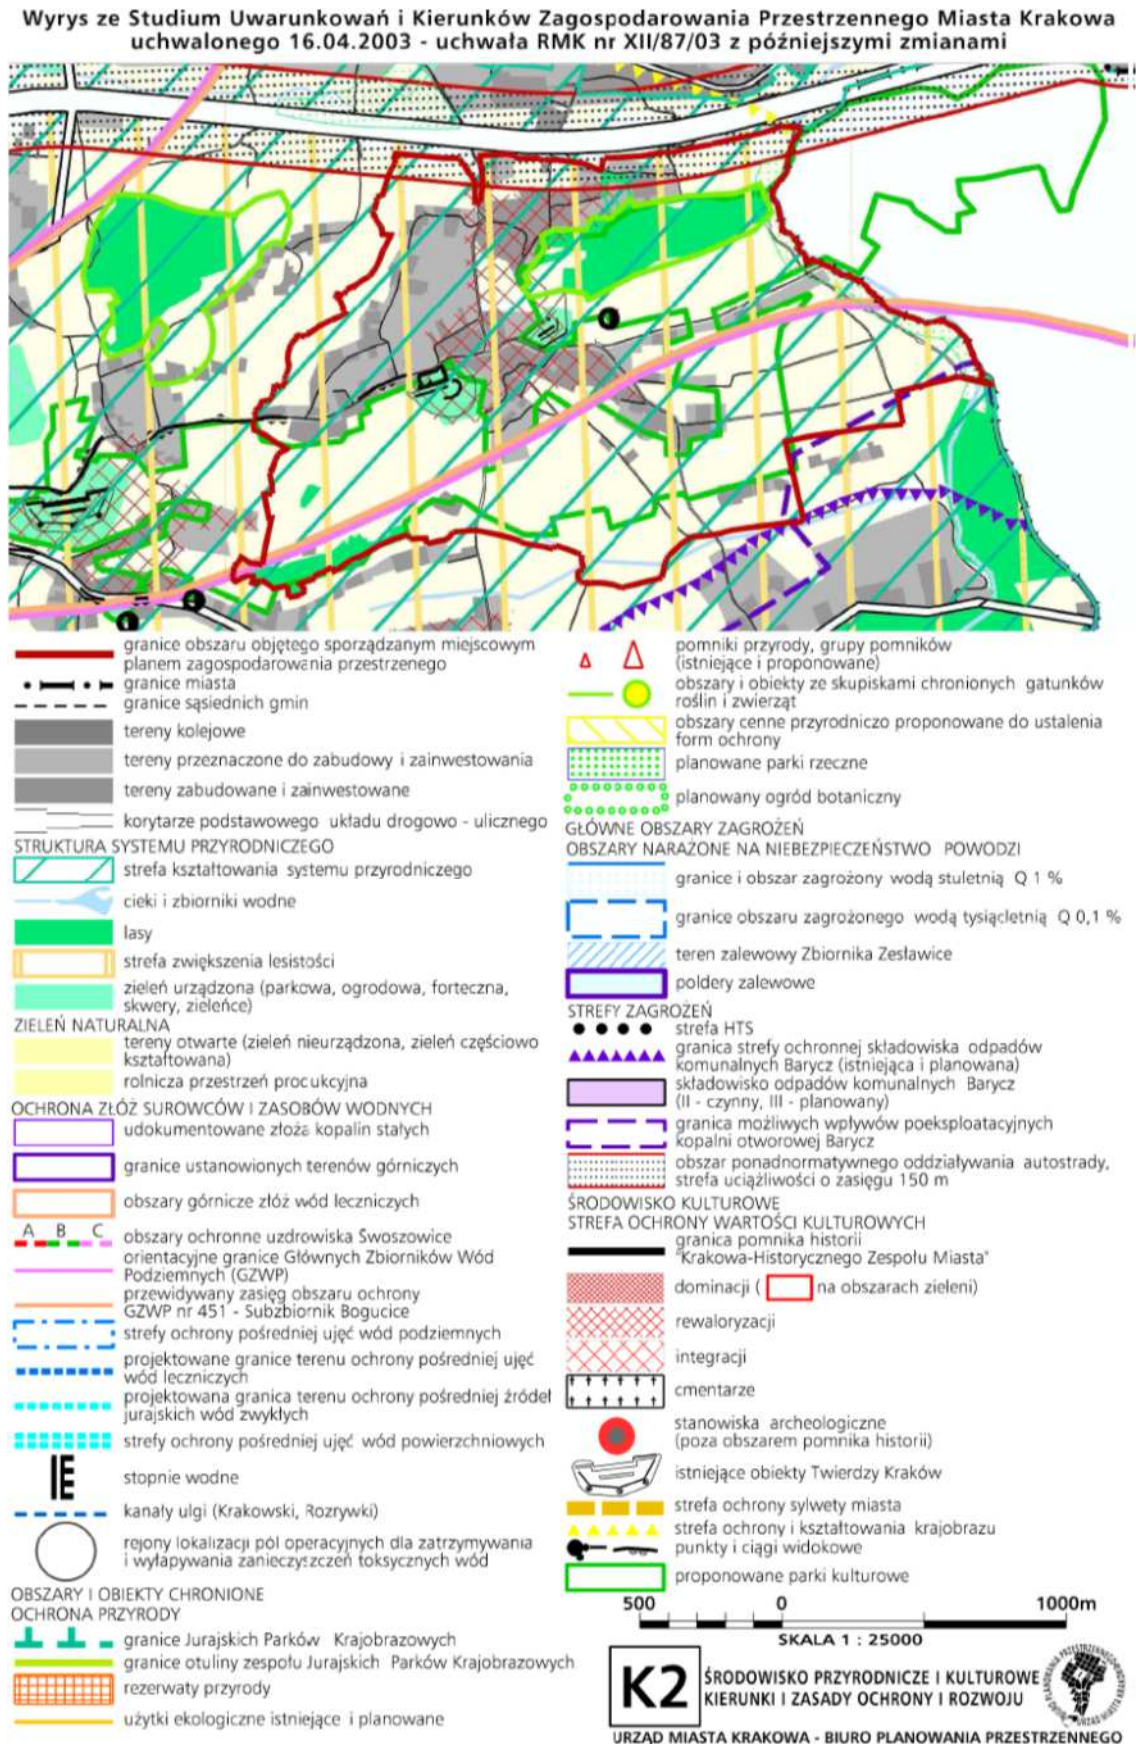 Wyrys ze Studium Uwarunkowań i Kierunków Zagospodarowania Przestrzennego Miasta Krakowa
uchwalonego 16.04.2003 - uchwała RMK nr XII/87/03 z późniejszymi zmianami
granice obszaru objętego sporządzanym miejscowym
planem zagospodarowania przestrzenego
granice miasta
granice sąsiednich gmin
tereny kolejowe
tereny przeznaczone do zabudowy i zainwestowania
tereny zabudowane i zainwestowane
korytarze podstawowego układu drogowo - ulicznego
STRUKTURA SYSTEMU PRZYRODNICZEGO
strefa kształtowania systemu przyrodniczego
cieki i zbiorniki wodne
lasy
strefa zwiększenia lesistości
zieleń urządzona (parkowa, ogrodowa, forteczna,
skwery, zieleńce)
ZIELEŃ NATURALNA
tereny otwarte (zieleń nieurządzona, zieleń częściowo
kształtowana)
rolnicza przestrzeń procukcyjna
OCHRONA ZŁÓŻ SUROWCÓW I ZASOBÓW WODNYCH
udokumentowane złoża kopalin stałych
granice ustanowionych terenów górniczych
obszary górnicze złóż wód leczniczych
A B C
obszary ochronne uzdrowiska Śwoszowice
orientacyjne granice Głównych Zbiorników Wód
Podziemnych (GZWP)
przewidywany zasięg obszaru ochrony
GZWP nr 451 - Subzbiornik Bogucice
strefy ochrony pośredniej ujęć wód podziemnych
projektowane granice terenu ochrony pośredniej ujęć
wód leczniczych
projektowana granica terenu ochrony pośredniej źródeł
jurajskich wód zwykłych
strefy ochrony pośredniej ujęć wód powierzchniowych
stopnie wodne
kanały ulgi (Krakowski, Rozrywki)
rejony lokalizacji pól operacyjnych dla zatrzymywania
i wyłapywania zanieczyszczeń toksycznych wód
OBSZARY I OBIEKTY CHRONIONE
OCHRONA PRZYRODY
granice Jurajskich Parków Krajobrazowych
granice otuliny zespołu Jurajskich Parków Krajobrazowych
rezerwaty przyrody
użytki ekologiczne istniejące i planowane
pomniki przyrody, grupy pomników
(istniejące i proponowane)
obszary i obiekty ze skupiskami chronionych gatunków
roślin i zwierząt
obszary cenne przyrodniczo proponowane do ustalenia
form ochrony
planowane parki rzeczne
planowany ogród botaniczny
GŁÓWNE OBSZARY ZAGROŻEŃ
OBSZARY NARAŻONE NA NIEBEZPIECZEŃSTWO POWODZI
granice i obszar zagrożony wodą stuletnią Q 1 %
granice obszaru zagrożonego wodą tysiącletnią Q 0,1 %
teren zalewowy Zbiornika Zesławice
poldery zalewowe
STREFY ZAGROŻEŃ
strefa HTS
granica strefy ochronnej składowiska odpadów
komunalnych Barycz (istniejąca i planowana)
składowisko odpadów komunalnych Barycz
(II - czynny, III - planowany)
granica możliwych wpływów poeksploatacyjnych
kopalni otworowej Barycz
obszar ponadnormatywnego oddziaływania autostrady,
strefa uciążliwości o zasięgu 150 m
ŚRODOWISKO KULTUROWE
STREFA OCHRONY WARTOŚCI KULTUROWYCH
granica pomnika historii
"Krakowa-Historycznego Zespołu Miasta"
dominacji ( na obszarach zieleni)
rewaloryzacji
integracji
cmentarze
stanowiska archeologiczne
(poza obszarem pomnika historii)
istniejące obiekty Twierdzy Kraków
strefa ochrony sylwety miasta
strefa ochrony i kształtowania krajobrazu
punkty i ciągi widokowe
proponowane parki kulturowe
500 0 1000m
SKALA 1 : 25000
K2
ŚRODOWISKO PRZYRODNICZE I KULTUROWE
KIERUNKI I ZASADY OCHRONY I ROZWOJU
URZĄD MIASTA KRAKOWA - BIURO PLANOWANIA PRZESTRZENNEGO